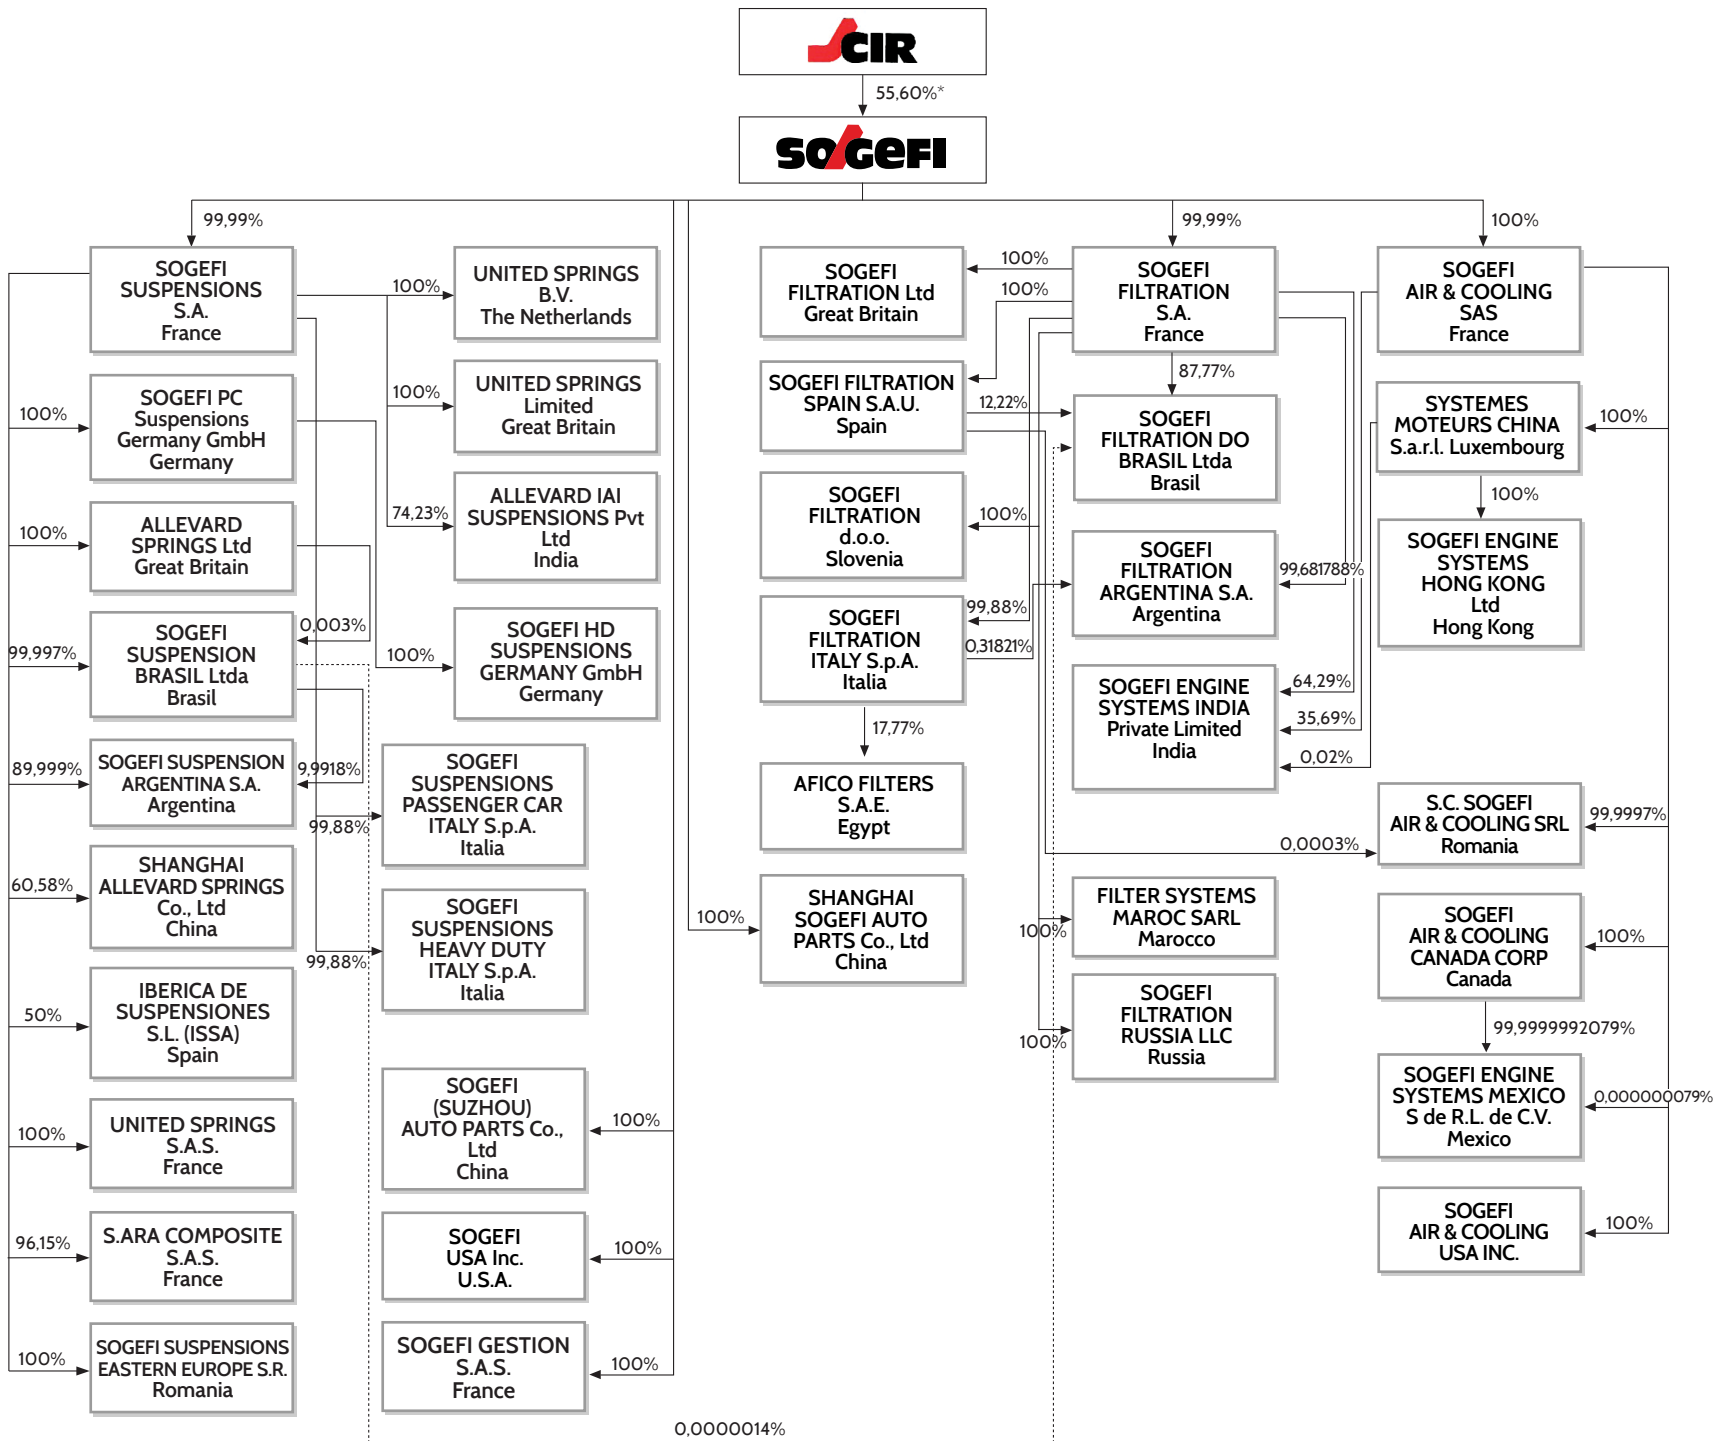 CIR
55,60%*
SOGEFI
99,99%
99,99%
100%
SOGEFI
SUSPENSIONS
S.A.
France
100%
UNITED SPRINGS
B.V.
The Netherlands
SOGEFI
FILTRATION Ltd
Great Britain
100%
100%
SOGEFI
FILTRATION
S.A.
France
SOGEFI
AIR & COOLING
SAS
France
100%
SOGEFI PC
Suspensions
Germany GmbH
Germany
100%
UNITED SPRINGS
Limited
Great Britain
SOGEFI FILTRATION
SPAIN S.A.U.
Spain
12,22%
87,77%
SOGEFI
FILTRATION DO
BRASIL Ltda
Brasil
SYSTEMES
MOTEURS CHINA
S.a.r.l. Luxembourg
100%
100%
100%
ALLEVARD
SPRINGS Ltd
Great Britain
74,23%
ALLEVARD IAI
SUSPENSIONS Pvt
Ltd
India
SOGEFI
FILTRATION
d.o.o.
Slovenia
100%
SOGEFI
FILTRATION
ARGENTINA S.A.
Argentina
99,681788%
SOGEFI ENGINE
SYSTEMS
HONG KONG
Ltd
Hong Kong
99,997%
SOGEFI
SUSPENSION
BRASIL Ltda
Brasil
0,003%
100%
SOGEFI HD
SUSPENSIONS
GERMANY GmbH
Germany
SOGEFI
FILTRATION
ITALY S.p.A.
Italia
99,88%
0,31821%
17,77%
SOGEFI ENGINE
SYSTEMS INDIA
Private Limited
India
64,29%
35,69%
0,02%
89,999%
SOGEFI SUSPENSION
ARGENTINA S.A.
Argentina
9,9918%
99,88%
SOGEFI
SUSPENSIONS
PASSENGER CAR
ITALY S.p.A.
Italia
AFICO FILTERS
S.A.E.
Egypt
0,0003%
S.C. SOGEFI
AIR & COOLING SRL
Romania
99,9997%
60,58%
SHANGHAI
ALLEVARD SPRINGS
Co., Ltd
China
99,88%
SOGEFI
SUSPENSIONS
HEAVY DUTY
ITALY S.p.A.
Italia
100%
SHANGHAI
SOGEFI AUTO
PARTS Co., Ltd
China
100%
FILTER SYSTEMS
MAROC SARL
Marocco
SOGEFI
AIR & COOLING
CANADA CORP
Canada
100%
50%
IBERICA DE
SUSPENSIONES
S.L. (ISSA)
Spain
100%
SOGEFI
FILTRATION
RUSSIA LLC
Russia
99,9999992079%
100%
UNITED SPRINGS
S.A.S.
France
SOGEFI
(SUZHOU)
AUTO PARTS Co.,
Ltd
China
100%
SOGEFI ENGINE
SYSTEMS MEXICO
S de R.L. de C.V.
Mexico
0,000000079%
96,15%
S.ARA COMPOSITE
S.A.S.
France
SOGEFI
USA Inc.
U.S.A.
100%
SOGEFI
AIR & COOLING
USA INC.
100%
100%
SOGEFI SUSPENSIONS
EASTERN EUROPE S.R.
Romania
SOGEFI GESTION
S.A.S.
France
100%
0,0000014%